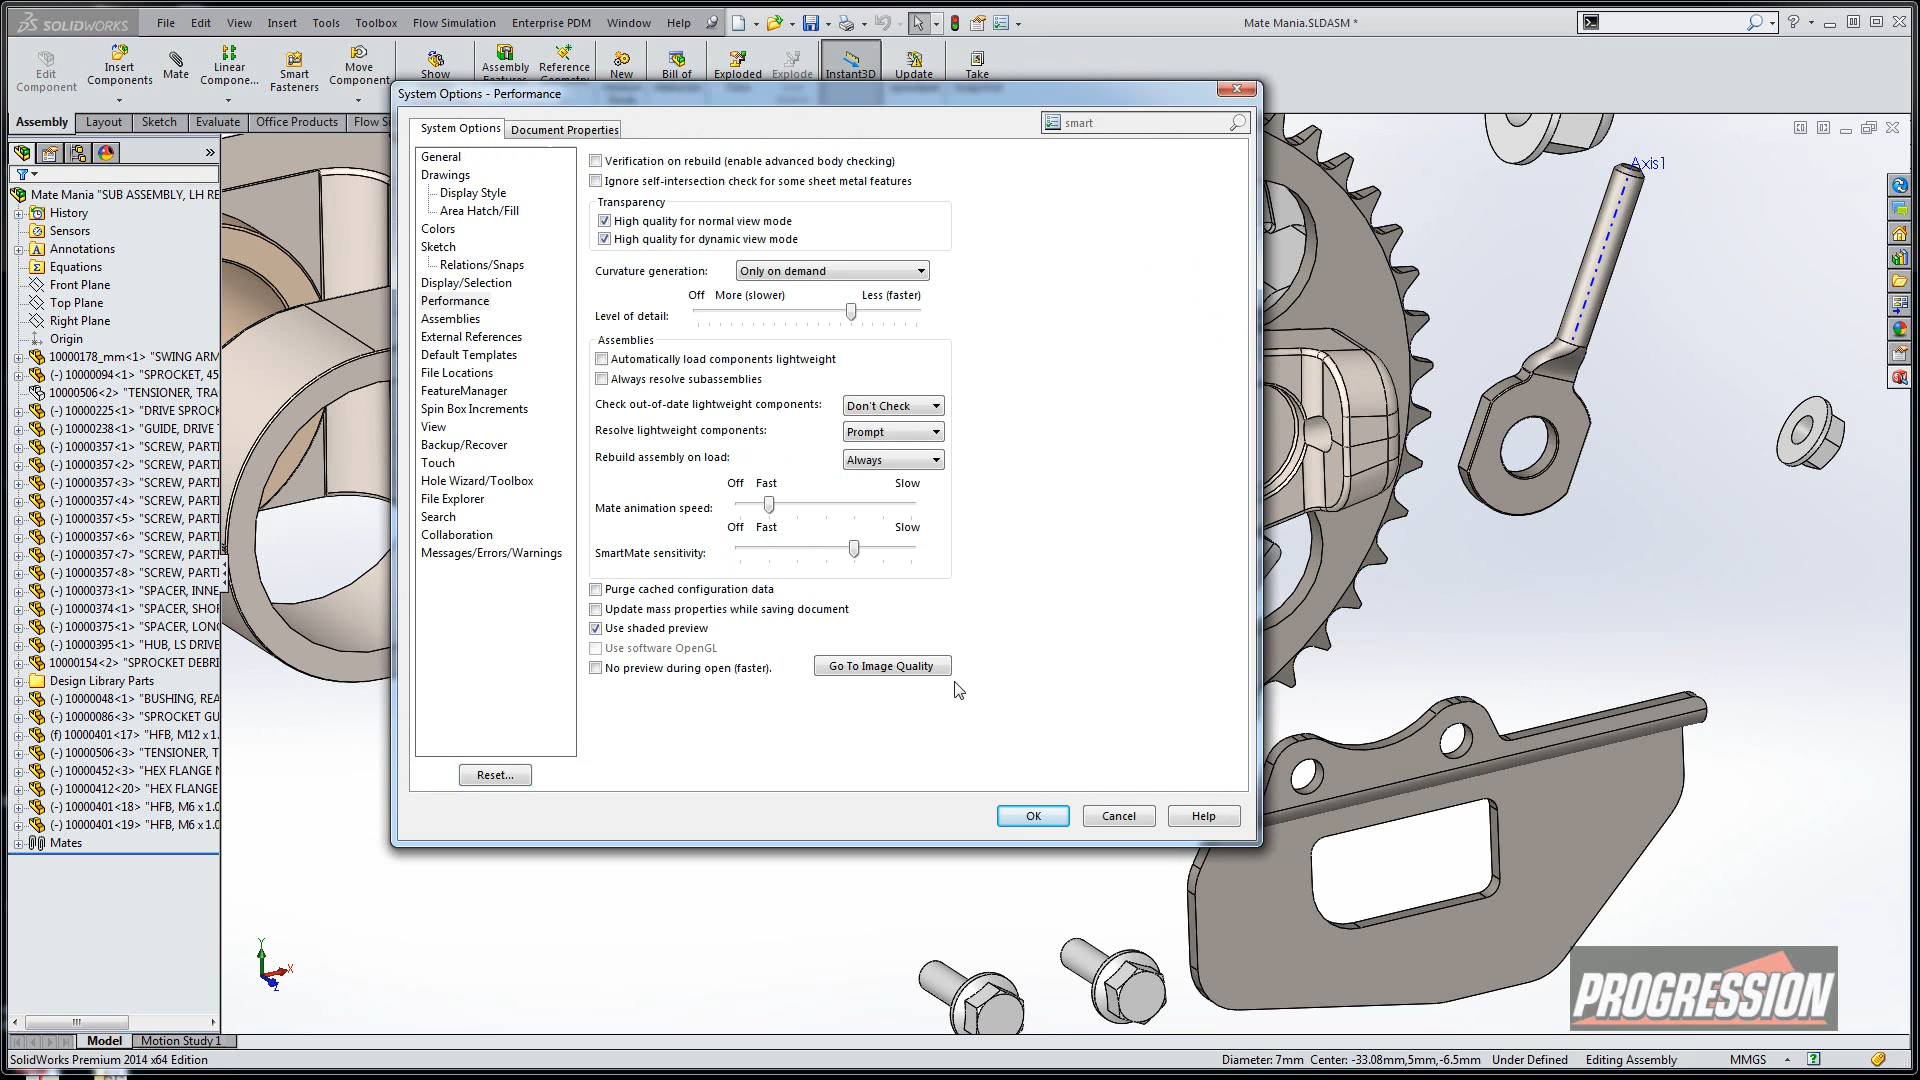 SOLIDWORKS File Edit View Insert Tools Toolbox Flow Simulation Enterprise PDM Window Help Mate Mania.SLDASM *
Edit Component
Insert Components
Mate
Linear Compone...
Smart Fasteners
Move Component
Show
Assembly
Reference
New
Bill of
Exploded
Explode
Instant3D
Update
Take
Assembly Layout Sketch Evaluate Office Products Flow Si
Mate Mania "SUB ASSEMBLY, LH RE
History
Sensors
Annotations
Equations
Front Plane
Top Plane
Right Plane
Origin
10000178_mm<1> "SWING ARM
(-) 10000094<1> "SPROCKET, 45
10000506<2> "TENSIONER, TRA
(-) 10000225<1> "DRIVE SPROCK
(-) 10000238<1> "GUIDE, DRIVE T
(-) 10000357<1> "SCREW, PARTI
(-) 10000357<2> "SCREW, PARTI
(-) 10000357<3> "SCREW, PARTI
(-) 10000357<4> "SCREW, PARTI
(-) 10000357<5> "SCREW, PARTI
(-) 10000357<6> "SCREW, PARTI
(-) 10000357<7> "SCREW, PARTI
(-) 10000357<8> "SCREW, PARTI
(-) 10000373<1> "SPACER, INNE
(-) 10000374<1> "SPACER, SHO
(-) 10000375<1> "SPACER, LONG
(-) 10000395<1> "HUB, LS DRIVE
10000154<2> "SPROCKET DEBRI
Design Library Parts
(-) 10000048<1> "BUSHING, REA
(-) 10000086<3> "SPROCKET GU
(f) 10000401<17> "HFB, M12 x 1.
(-) 10000506<3> "TENSIONER, T
(-) 10000452<3> "HEX FLANGE N
(-) 10000412<20> "HEX FLANGE
(-) 10000401<18> "HFB, M6 x 1.0
(-) 10000401<19> "HFB, M6 x 1.0
Mates
System Options - Performance
System Options Document Properties
smart
General
Drawings
Display Style
Area Hatch/Fill
Colors
Sketch
Relations/Snaps
Display/Selection
Performance
Assemblies
External References
Default Templates
File Locations
FeatureManager
Spin Box Increments
View
Backup/Recover
Touch
Hole Wizard/Toolbox
File Explorer
Search
Collaboration
Messages/Errors/Warnings
Reset...
Verification on rebuild (enable advanced body checking)
Ignore self-intersection check for some sheet metal features
Transparency
High quality for normal view mode
High quality for dynamic view mode
Curvature generation: Only on demand
Off More (slower) Less (faster)
Level of detail:
Assemblies
Automatically load components lightweight
Always resolve subassemblies
Check out-of-date lightweight components: Don't Check
Resolve lightweight components: Prompt
Rebuild assembly on load: Always
Off Fast Slow
Mate animation speed:
Off Fast Slow
SmartMate sensitivity:
Purge cached configuration data
Update mass properties while saving document
Use shaded preview
Use software OpenGL
No preview during open (faster). Go To Image Quality
OK Cancel Help
Axis1
Y
X
Z
PROGRESSION
Model Motion Study 1
SolidWorks Premium 2014 x64 Edition Diameter: 7mm Center: -33.08mm,5mm,-6.5mm Under Defined Editing Assembly MMGS